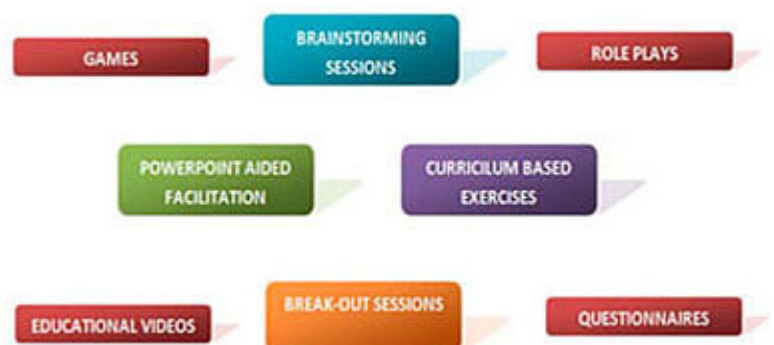 GAMES
BRAINSTORMING
SESSIONS
ROLE PLAYS
POWERPOINT AIDED
FACILITATION
CURRICILUM BASED
EXERCISES
EDUCATIONAL VIDEOS
BREAK-OUT SESSIONS
QUESTIONNAIRES